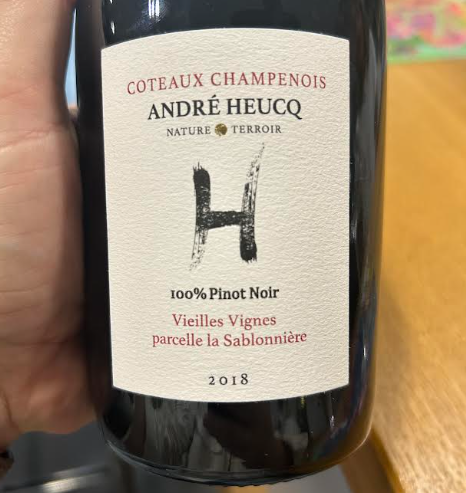 COTEAUX CHAMPENOIS
ANDRÉ HEUCQ
NATURE TERROIR
H
100% Pinot Noir
Vieilles Vignes
parcelle la Sablonnière
2018